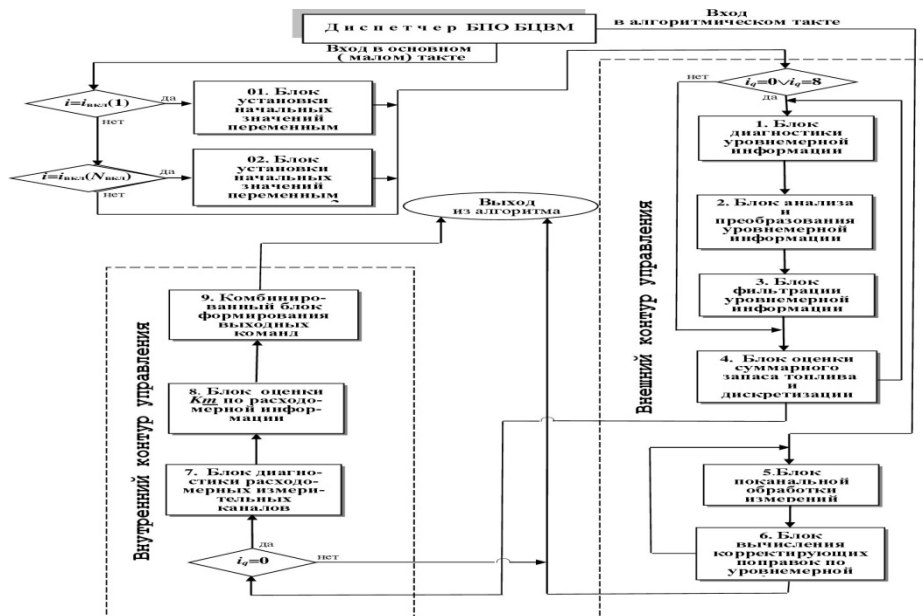 Диспетчер БПО БЦВМ
Вход
в алгоритмическом такте
Вход в основном
( малом) такте
i=iвкл(1)
да
нет
01. Блок
установки
начальных
значений
переменным
i=iвкл(Nвкл)
да
нет
02. Блок
установки
начальных
значений
переменным
Выход
из алгоритма
нет
iq=0∨iq=8
да
1. Блок
диагностики
уровнемерной
информации
2. Блок анализа
и
преобразования
уровнемерной
информации
3. Блок
фильтрации
уровнемерной
информации
4. Блок оценки
суммарного
запаса топлива
и
дискретизации
Внешний контур управления
5.Блок
поканальной
обработки
измерений
6. Блок
вычисления
корректирующих
поправок по
уровнемерной
9. Комбиниро-
ванный блок
формирования
выходных
команд
8. Блок оценки
Km по расходо-
мерной инфор-
мации
7. Блок диагно-
стики расходо-
мерных измери-
тельных
каналов
да
iq=0
нет
Внутренний контур управления